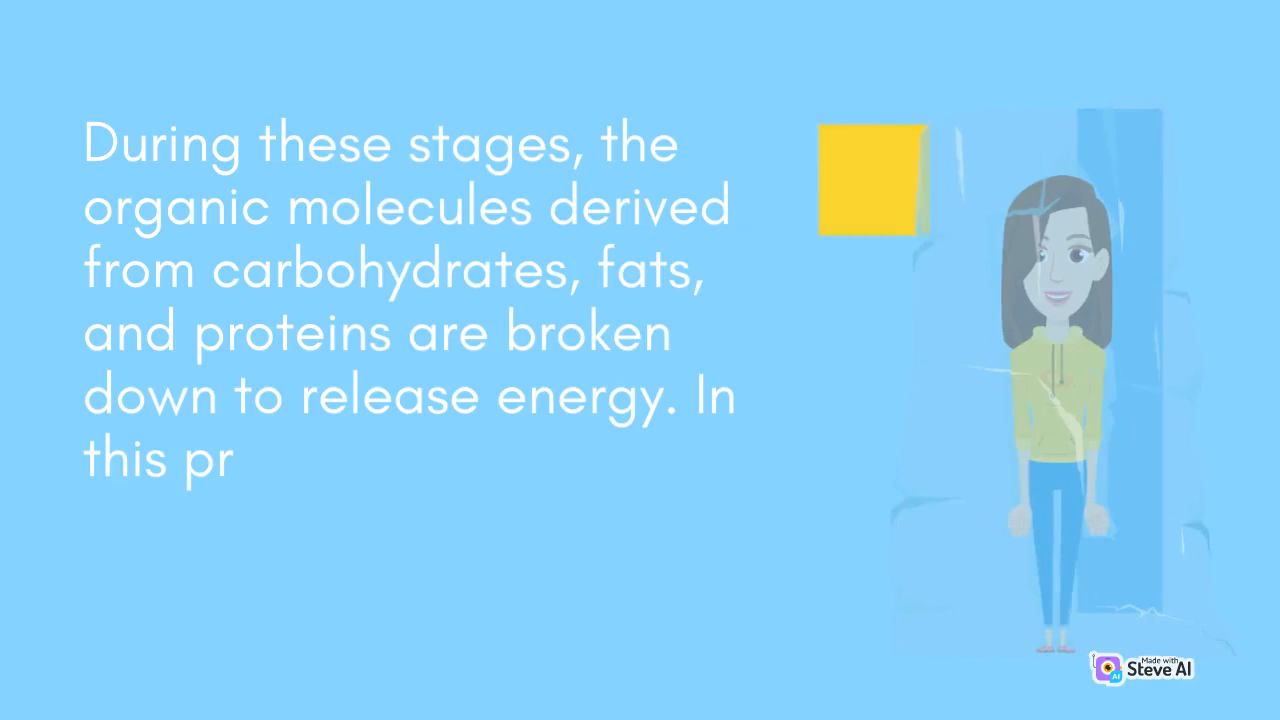 During these stages, the
organic molecules derived
from carbohydrates, fats,
and proteins are broken
down to release energy. In
this pr
Made with
Steve AI
AI